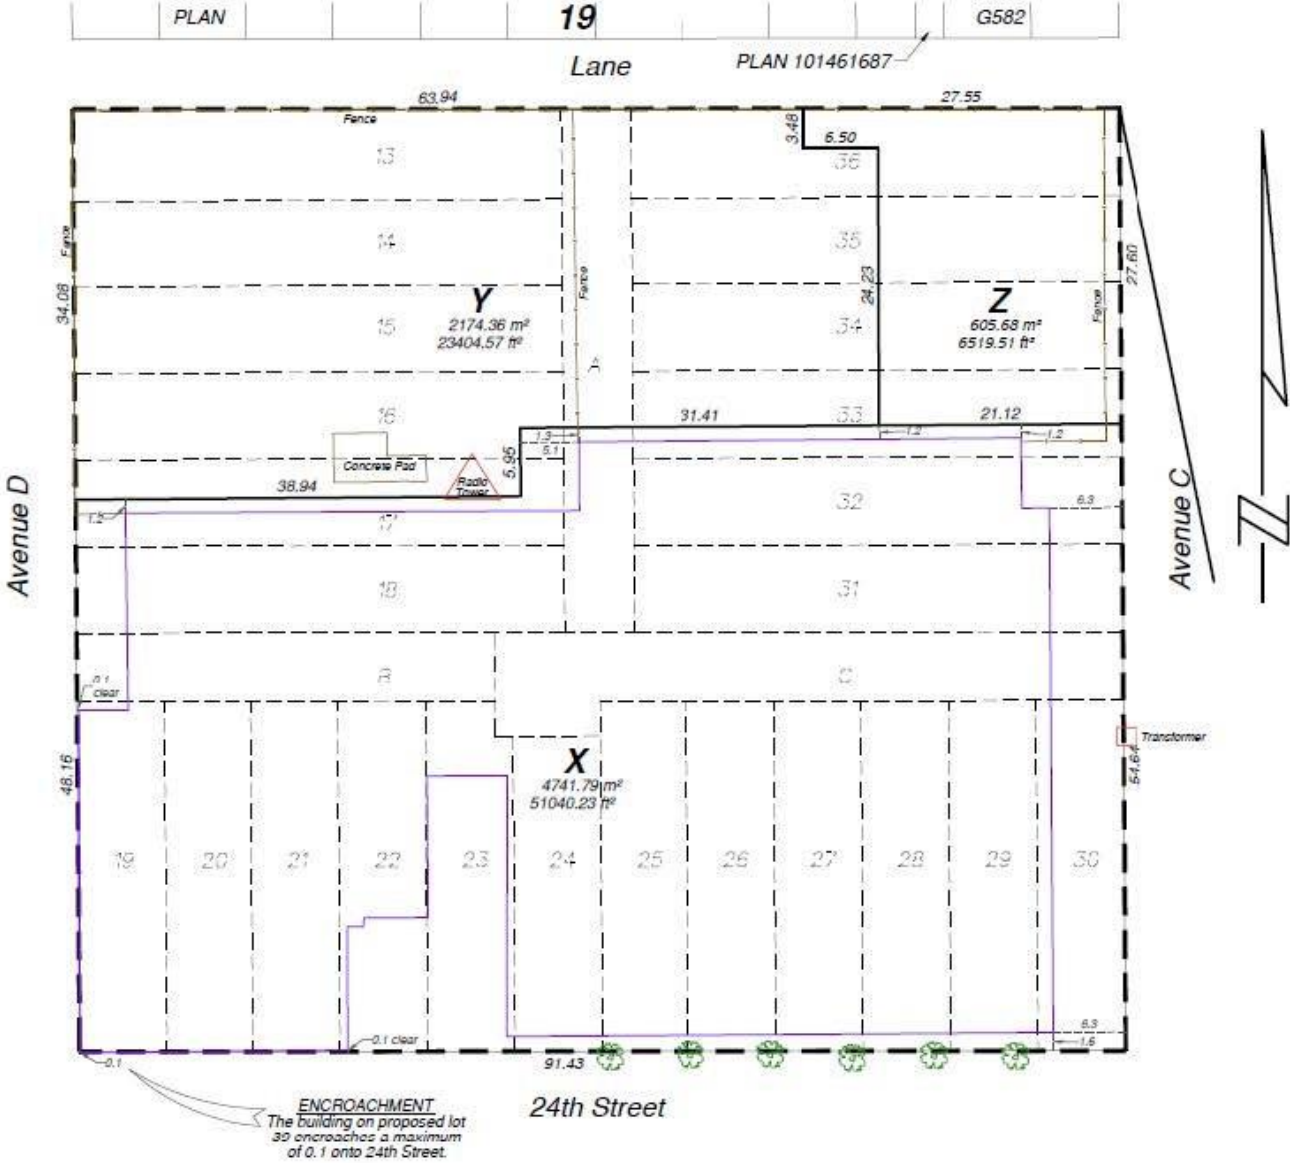 PLAN 19 G582
PLAN 101461687
Lane
63.94 27.55
Fence
3.48
6.50
13 36
14 35
Fence
34.08
Fence
24.23
27.60
Fence
Y
2174.36 m²
23404.57 ft²
Z
605.68 m²
6519.51 ft²
15 34
A
16 33
31.41 21.12
1.3
5.1
1.2
1.2
5.95
Concrete Pad
Radio
Tower
38.94
1.2
6.3
17 32
Avenue D
Avenue C
18 31
B C
0.1
clear
X
4741.79 m²
51040.23 ft²
Transformer
54.64
48.16
19 20 21 22 23 24 25 26 27 28 29 30
0.1 clear
6.3
1.6
0.1
91.43
24th Street
ENCROACHMENT
The building on proposed lot
39 encroaches a maximum
of 0.1 onto 24th Street.